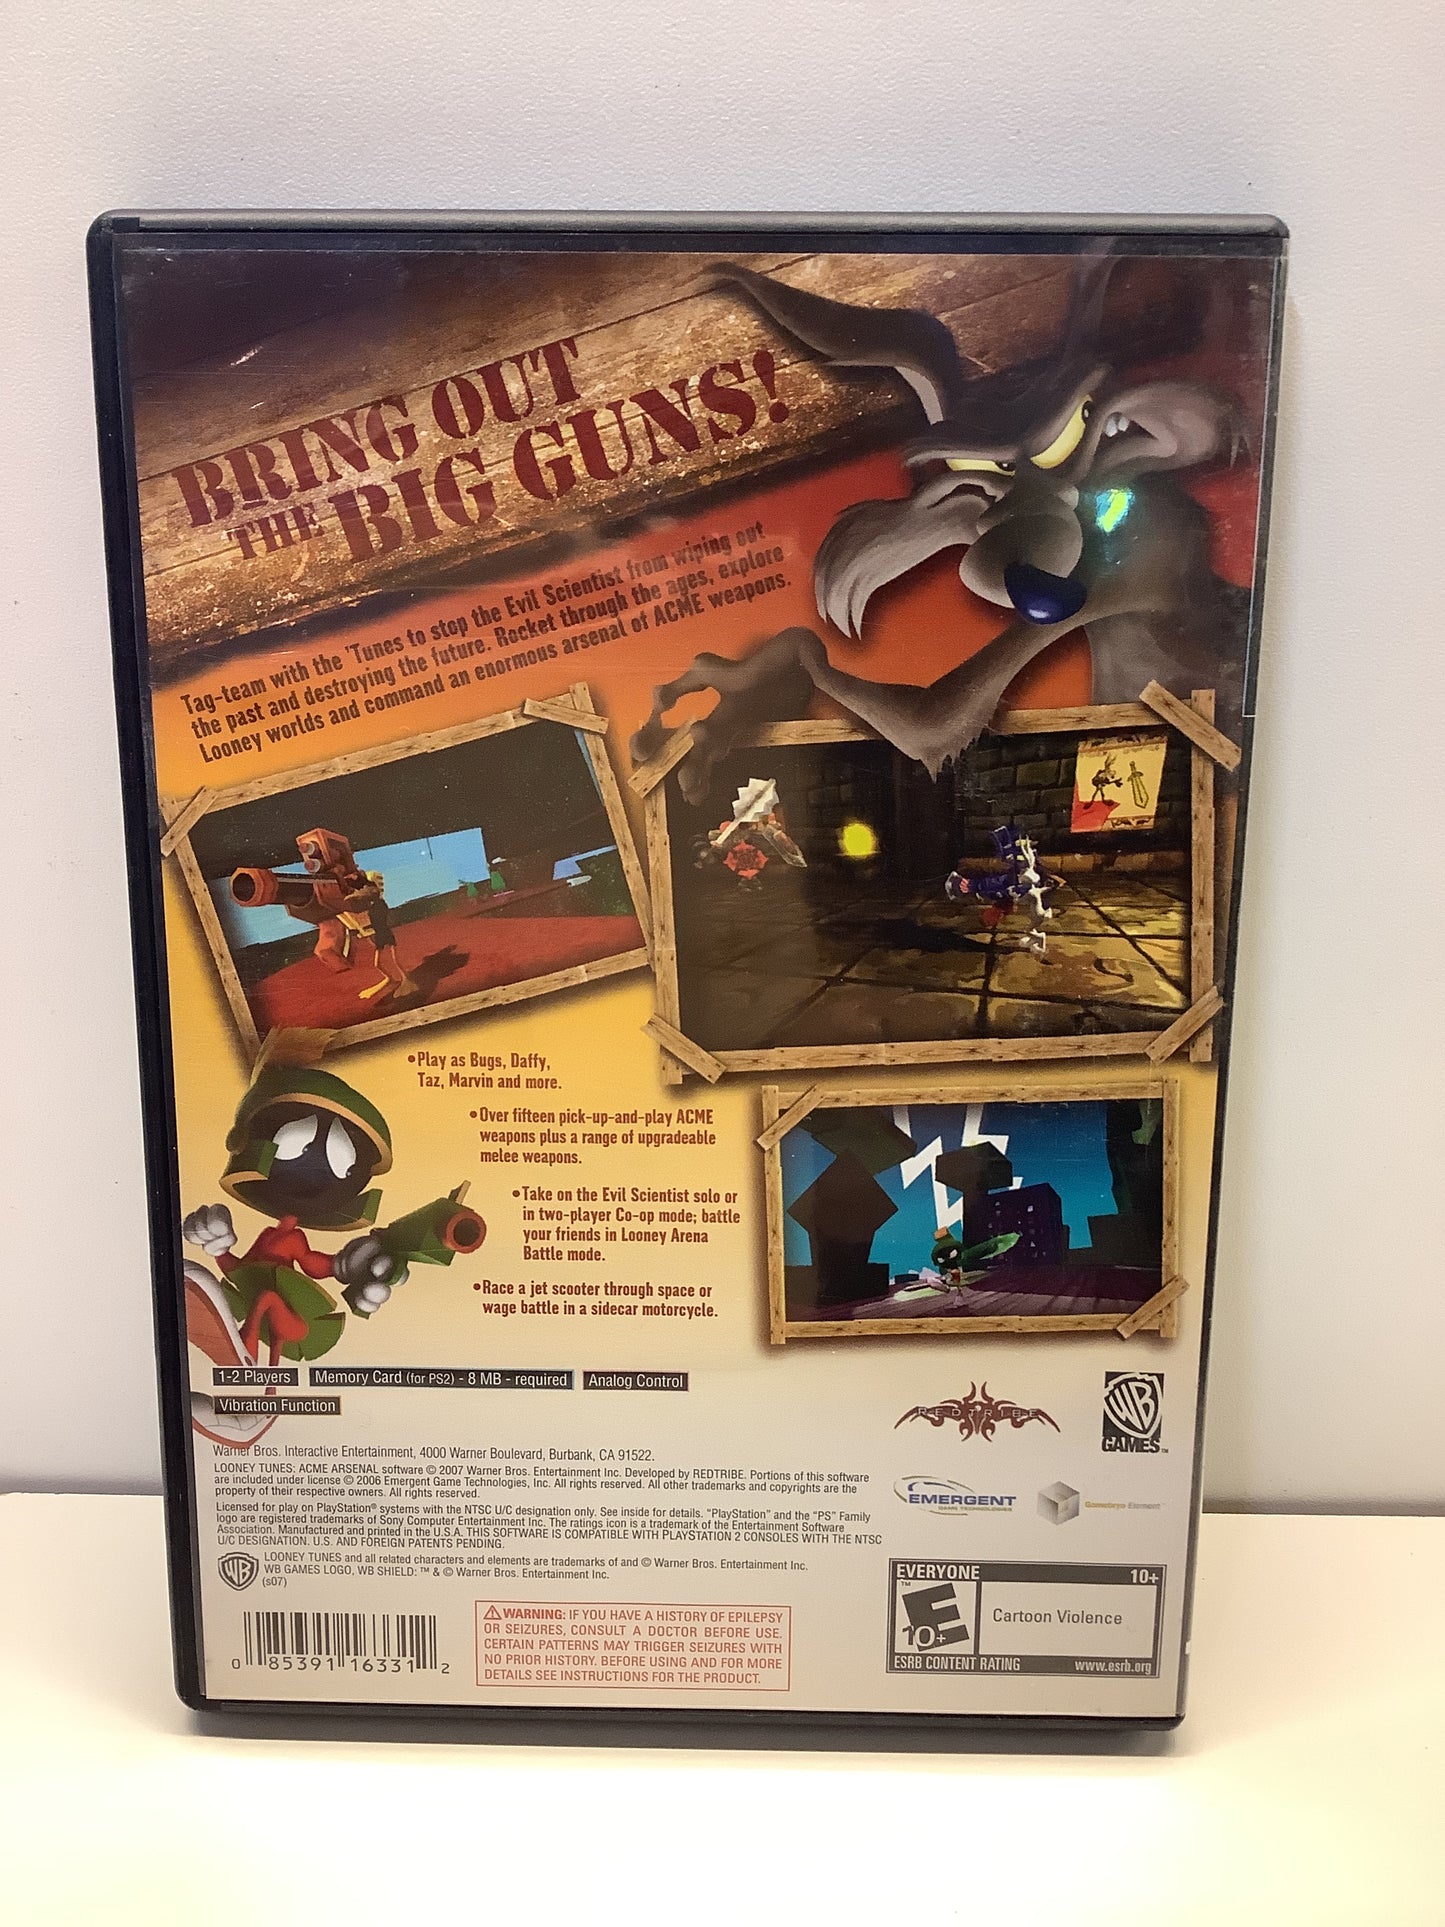 BRING OUT
THE BIG GUNS!
Tag-team with the 'Tunes to stop the Evil Scientist from wiping out
the past and destroying the future. Rocket through the ages, explore
Looney worlds and command an enormous arsenal of ACME weapons.
•Play as Bugs, Daffy,
Taz, Marvin and more.
•Over fifteen pick-up-and-play ACME
weapons plus a range of upgradeable
melee weapons.
•Take on the Evil Scientist solo or
in two-player Co-op mode; battle
your friends in Looney Arena
Battle mode.
•Race a jet scooter through space or
wage battle in a sidecar motorcycle.
1-2 Players Memory Card (for PS2) - 8 MB - required Analog Control
Vibration Function
REDTRIBE
WB
GAMES™
Warner Bros. Interactive Entertainment, 4000 Warner Boulevard, Burbank, CA 91522.
LOONEY TUNES: ACME ARSENAL software © 2007 Warner Bros. Entertainment Inc. Developed by REDTRIBE. Portions of this software
are included under license © 2006 Emergent Game Technologies, Inc. All rights reserved. All other trademarks and copyrights are the
property of their respective owners. All rights reserved.
EMERGENT
GAME TECHNOLOGIES
Gamebryo Element™
Licensed for play on PlayStation® systems with the NTSC U/C designation only. See inside for details. "PlayStation" and the "PS" Family
logo are registered trademarks of Sony Computer Entertainment Inc. The ratings icon is a trademark of the Entertainment Software
Association. Manufactured and printed in the U.S.A. THIS SOFTWARE IS COMPATIBLE WITH PLAYSTATION 2 CONSOLES WITH THE NTSC
U/C DESIGNATION. U.S. AND FOREIGN PATENTS PENDING.
WB
LOONEY TUNES and all related characters and elements are trademarks of and © Warner Bros. Entertainment Inc.
WB GAMES LOGO, WB SHIELD: ™ & © Warner Bros. Entertainment Inc.
(s07)
0 85391 16331 2
WARNING: IF YOU HAVE A HISTORY OF EPILEPSY
OR SEIZURES, CONSULT A DOCTOR BEFORE USE.
CERTAIN PATTERNS MAY TRIGGER SEIZURES WITH
NO PRIOR HISTORY. BEFORE USING AND FOR MORE
DETAILS SEE INSTRUCTIONS FOR THE PRODUCT.
EVERYONE 10+
™
E
10+
Cartoon Violence
ESRB CONTENT RATING www.esrb.org